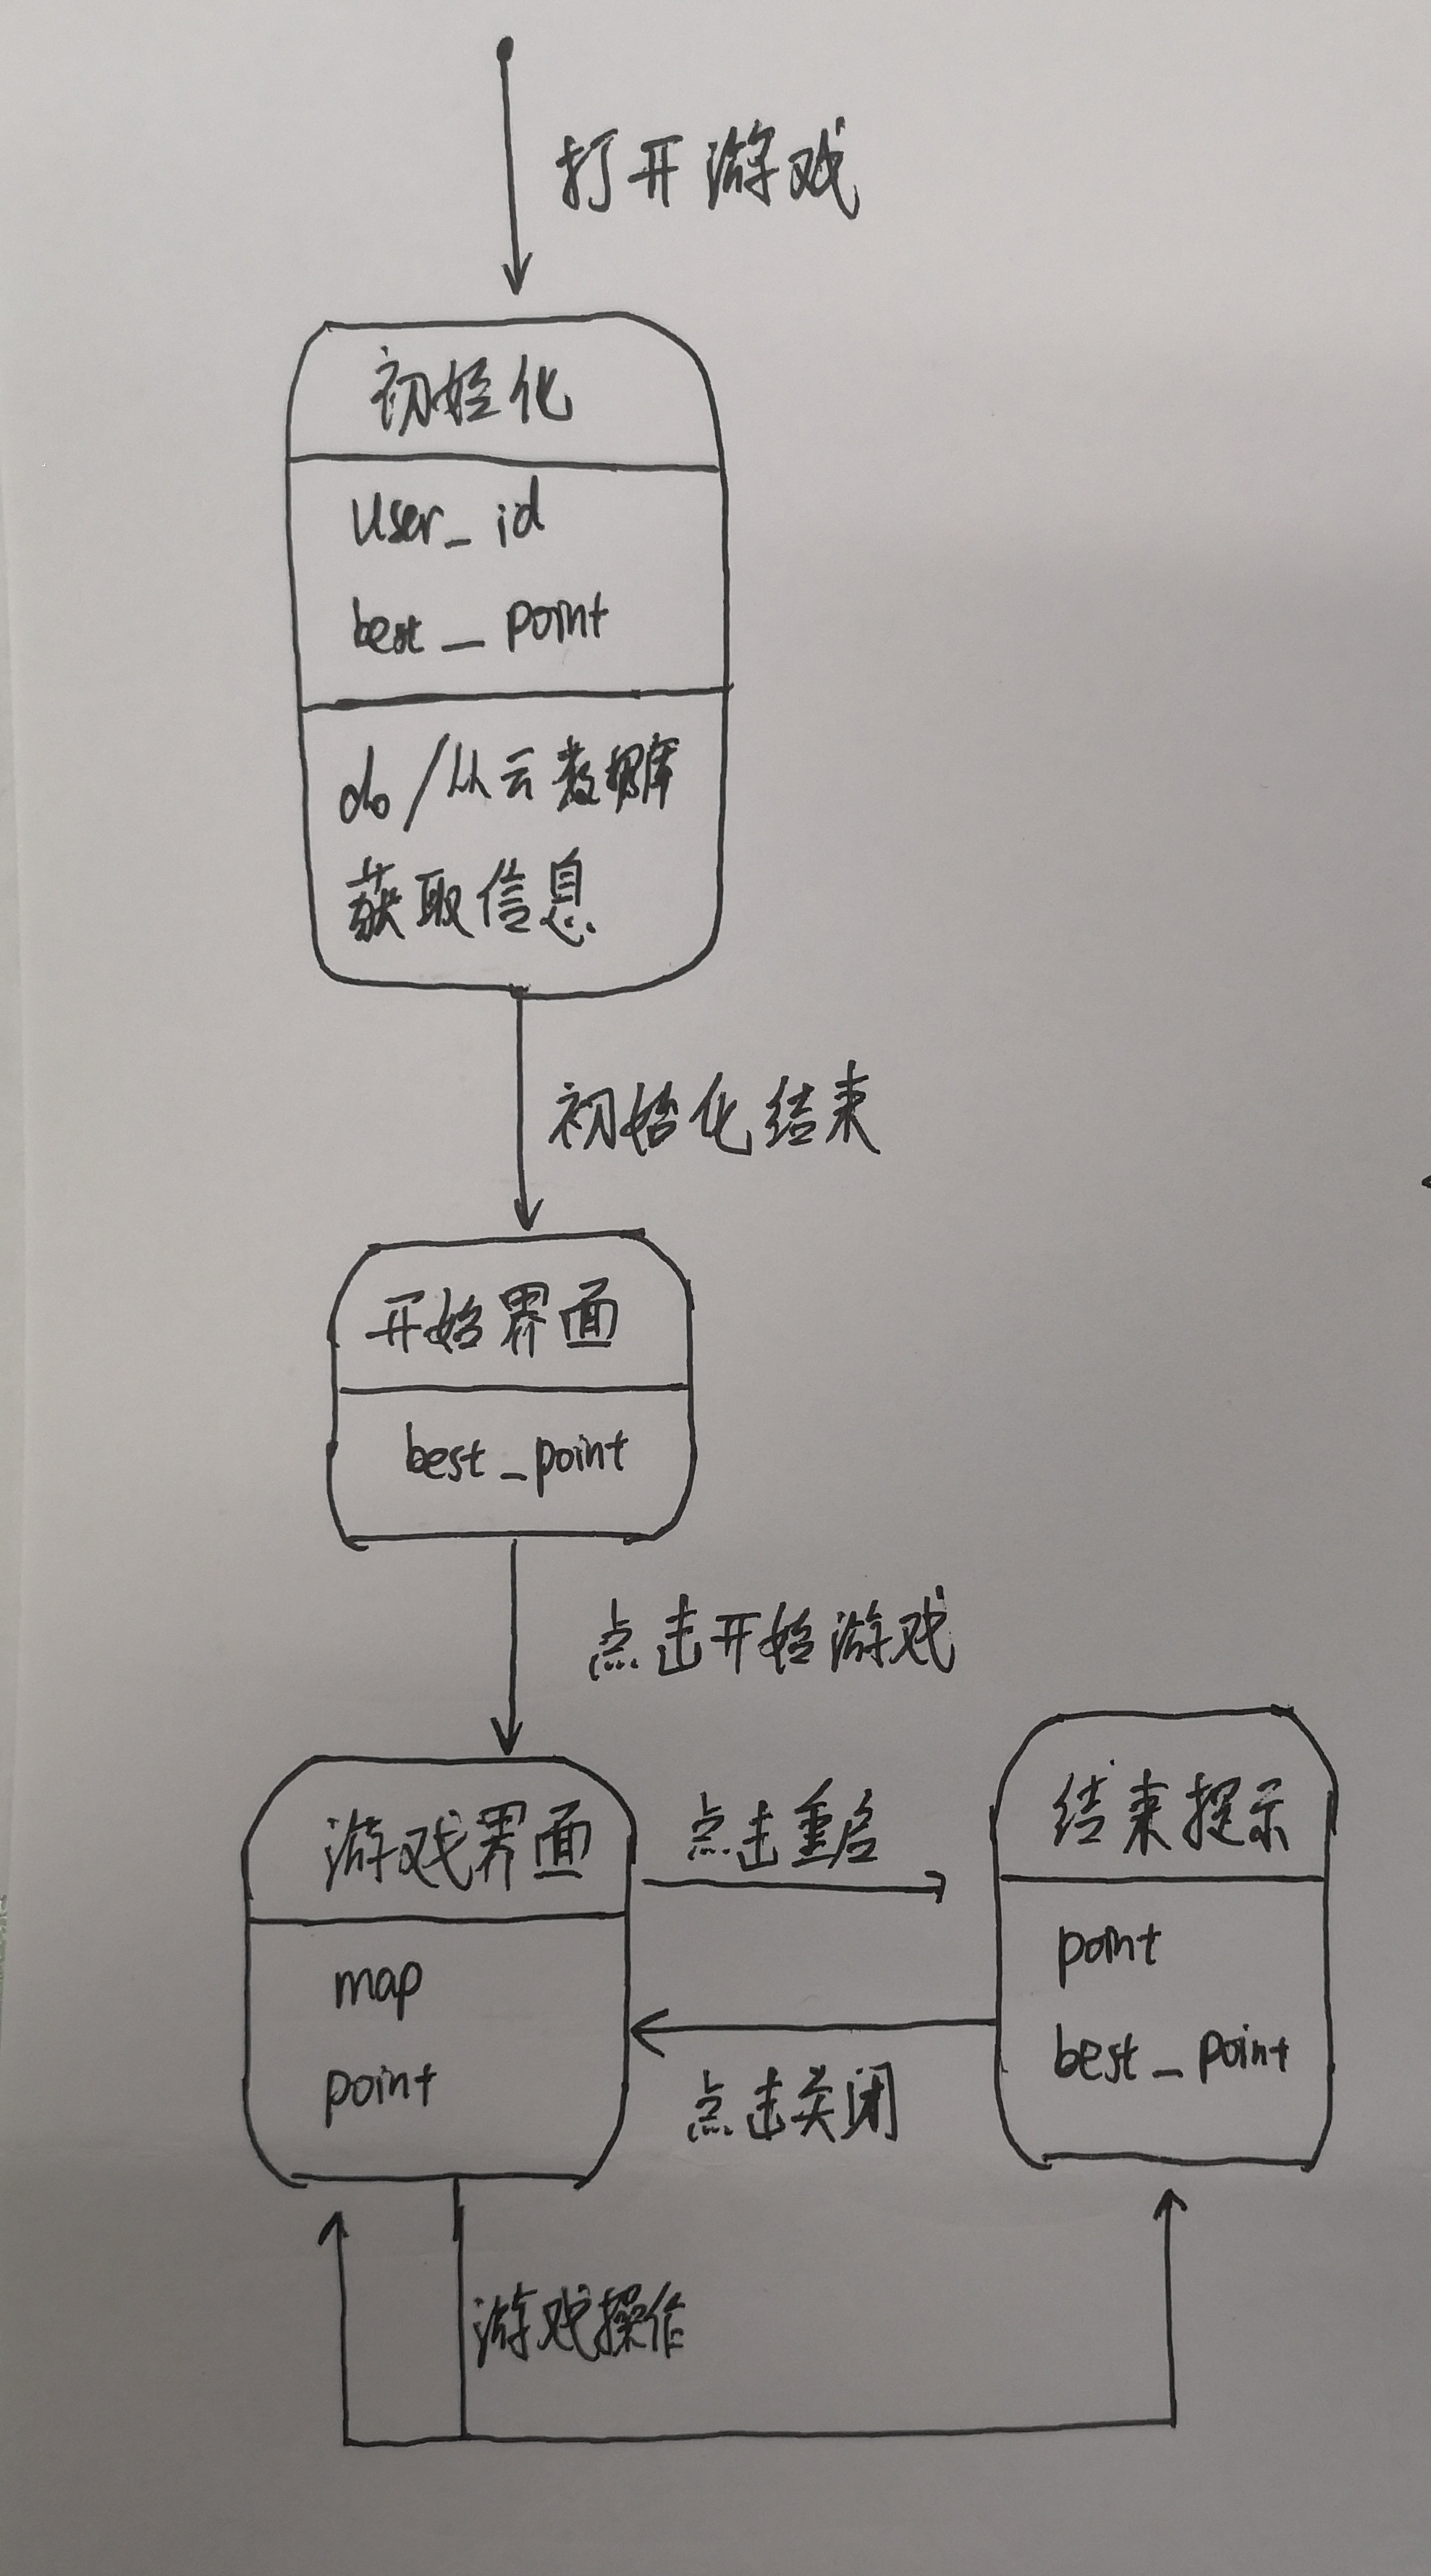 打开游戏
初始化
user_id
best_point
do/从云数据库
获取信息
初始化结束
开始界面
best_point
点击开始游戏
游戏界面
map
point
点击重启
结束提示
point
best_point
点击关闭
游戏操作